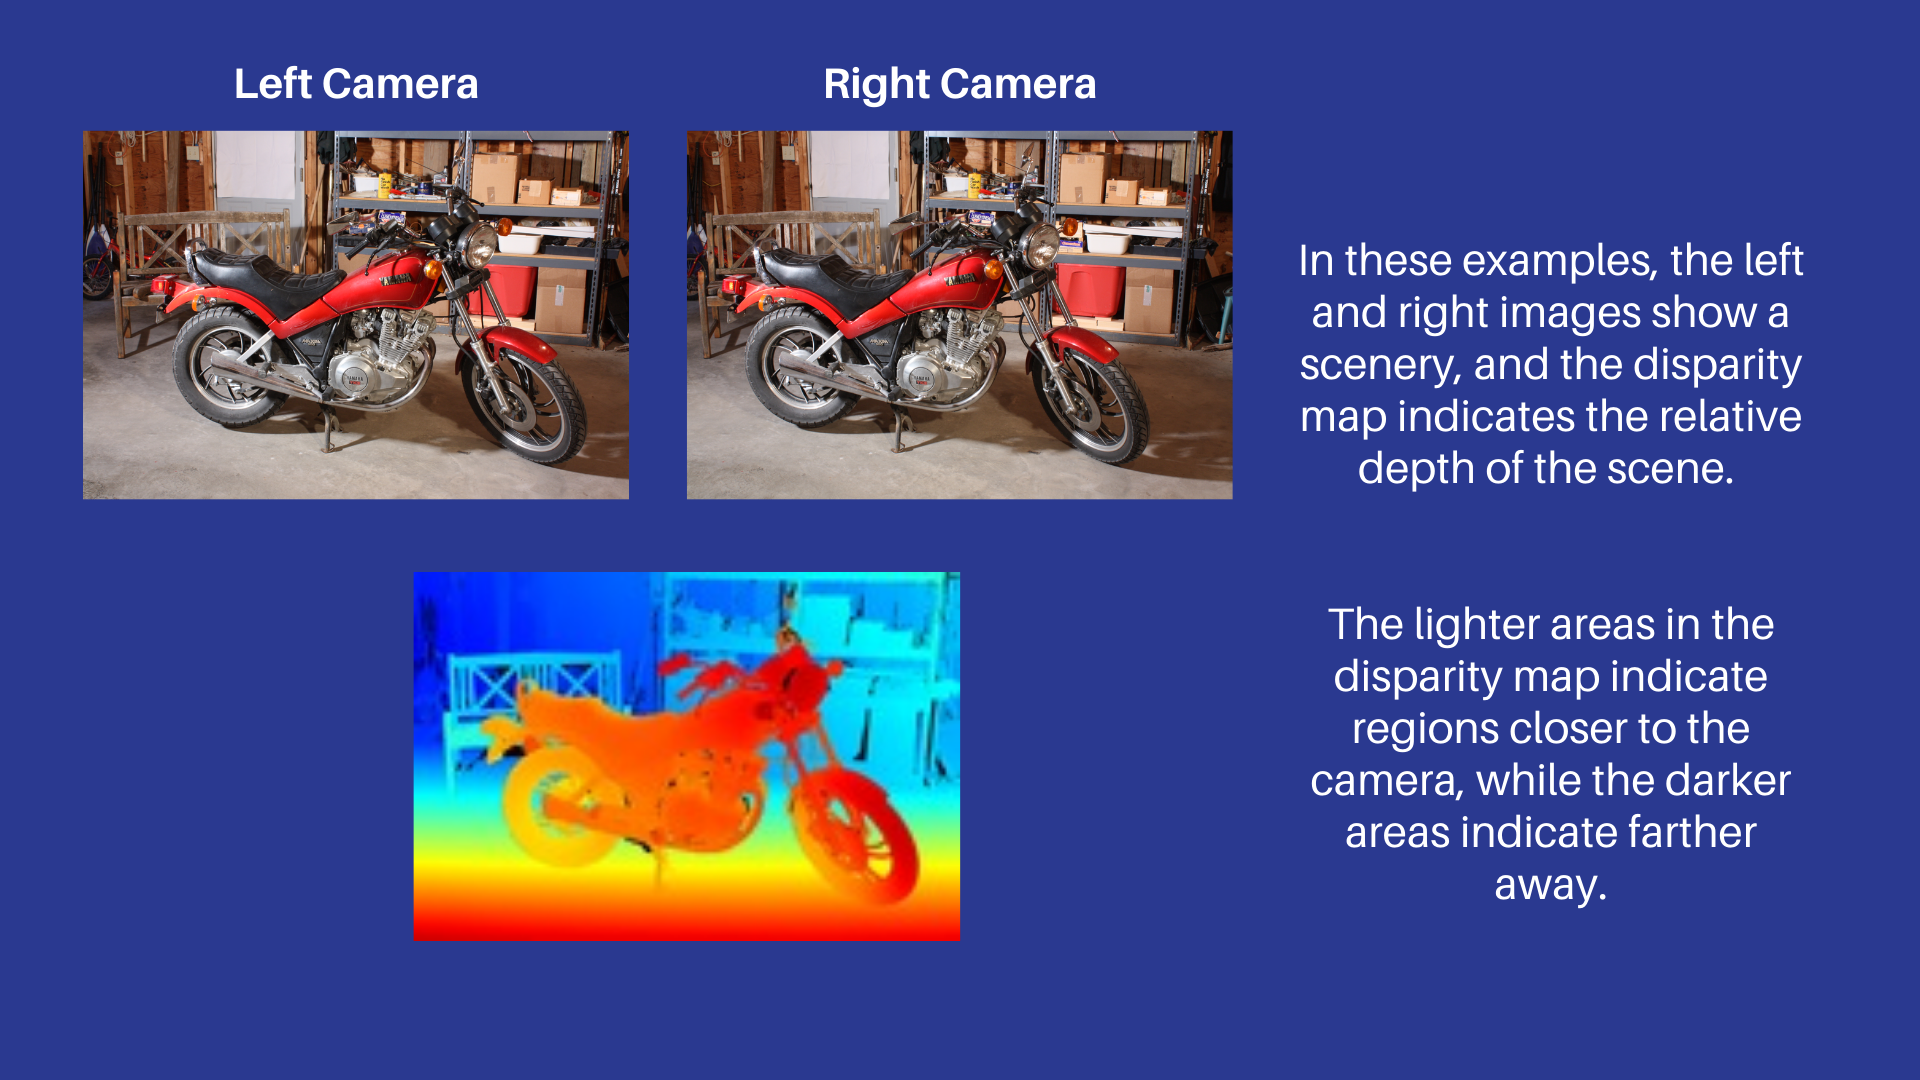 Left Camera
Right Camera
YAMAHA
YAMAHA
In these examples, the left
and right images show a
scenery, and the disparity
map indicates the relative
depth of the scene.
The lighter areas in the
disparity map indicate
regions closer to the
camera, while the darker
areas indicate farther
away.